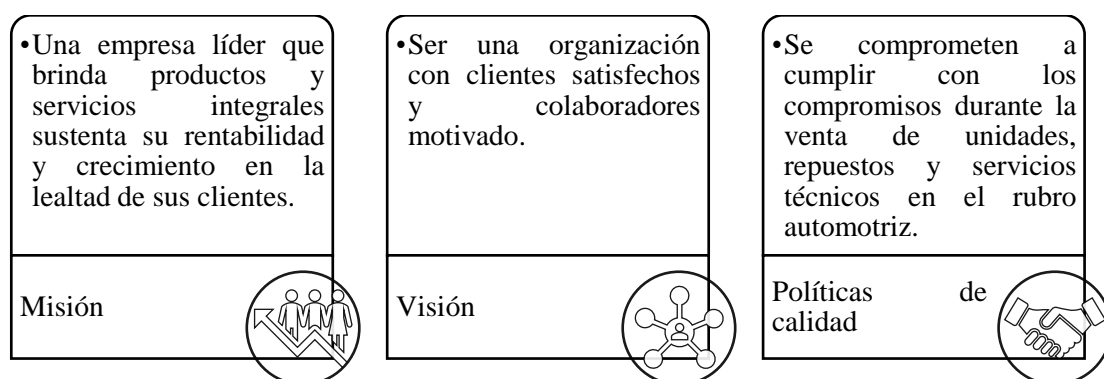 •Una empresa líder que
brinda productos y
servicios integrales
sustenta su rentabilidad
y crecimiento en la
lealtad de sus clientes.
Misión
•Ser una organización
con clientes satisfechos
y colaboradores
motivado.
Visión
•Se comprometen a
cumplir con los
compromisos durante la
venta de unidades,
repuestos y servicios
técnicos en el rubro
automotriz.
Políticas de
calidad